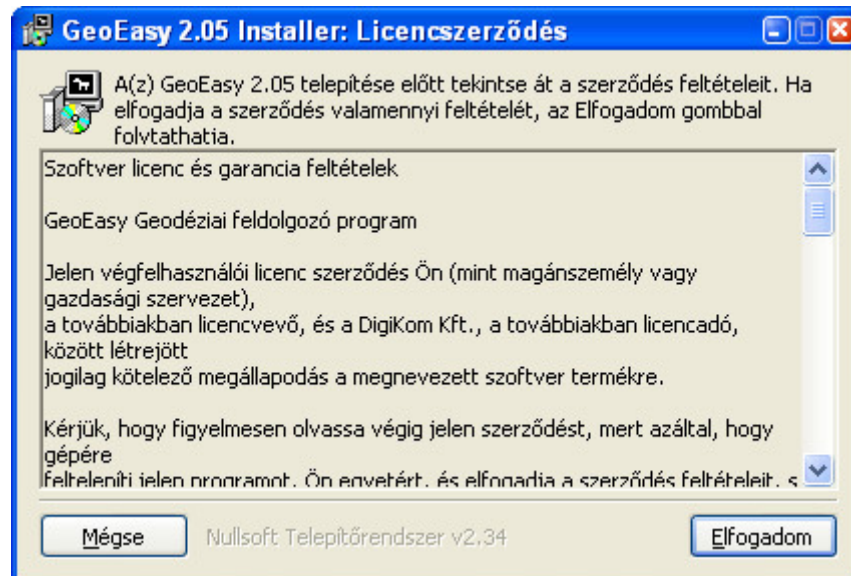 GeoEasy 2.05 Installer: Licencszerződés
A(z) GeoEasy 2.05 telepítése előtt tekintse át a szerződés feltételeit. Ha
elfogadja a szerződés valamennyi feltételét, az Elfogadom gombbal
folytathatja.
Szoftver licenc és garancia feltételek
GeoEasy Geodéziai feldolgozó program
Jelen végfelhasználói licenc szerződés Ön (mint magánszemély vagy
gazdasági szervezet),
a továbbiakban licencvevő, és a DigiKom Kft., a továbbiakban licencadó,
között létrejött
jogilag kötelező megállapodás a megnevezett szoftver termékre.
Kérjük, hogy figyelmesen olvassa végig jelen szerződést, mert azáltal, hogy
gépére
feltelepíti jelen programot, Ön egyetért, és elfogadja a szerződés feltételeit, s
Mégse
Nullsoft Telepítőrendszer v2.34
Elfogadom